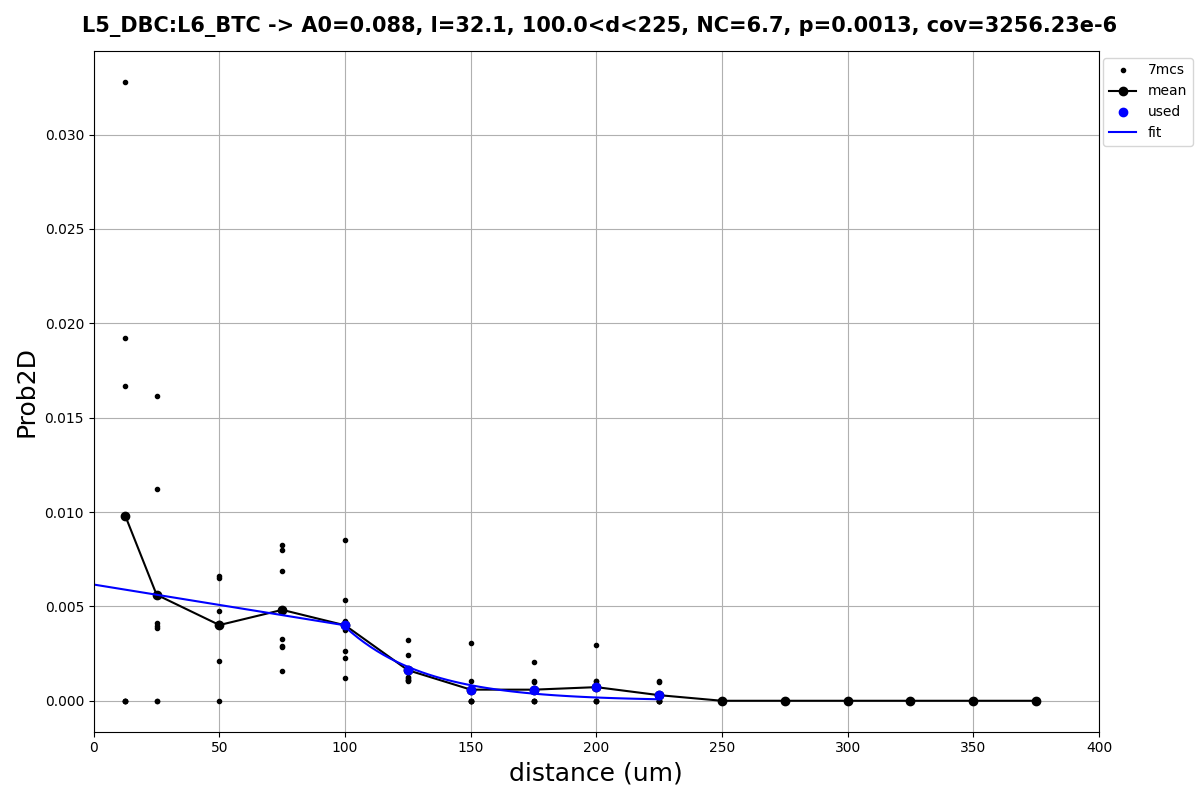 L5_DBC:L6_BTC -> A0=0.088, l=32.1, 100.0<d<225, NC=6.7, p=0.0013, cov=3256.23e-6
7mcs
mean
used
fit
0.030
0.025
0.020
0.015
0.010
0.005
0.000
Prob2D
0 50 100 150 200 250 300 350 400
distance (um)